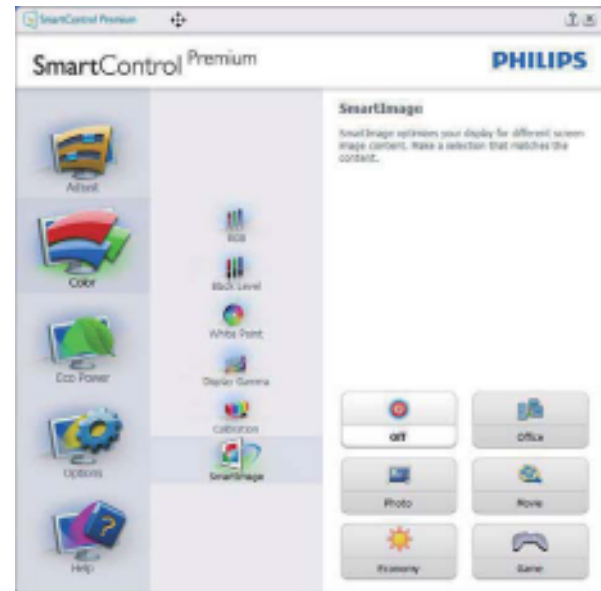 SmartControl Premium
SmartControl Premium
PHILIPS
Adjust
Color
Eco Power
Options
Help
RGB
Black Level
White Point
Display Gamma
Calibration
SmartImage
SmartImage
SmartImage optimizes your display for different screen
image content. Make a selection that matches the
content.
Off
Office
Photo
Movie
Economy
Game